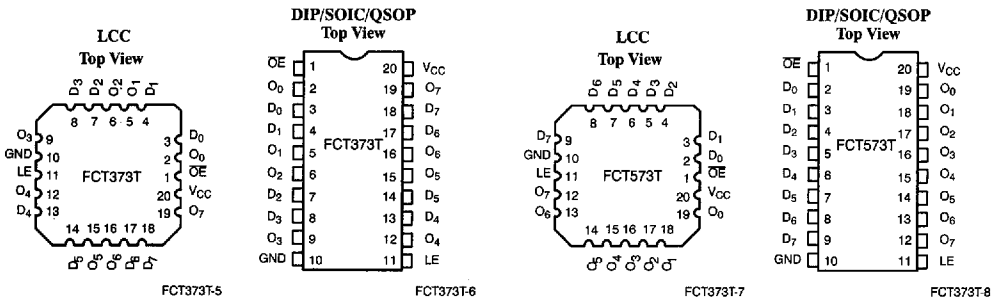 LCC
Top View
D3 D2 O2 O1 D1
8 7 6 5 4
O3 9
GND 10
LE 11
O4 12
D4 13
3 D0
2 O0
1 O̅E̅
20 VCC
19 O7
FCT373T
14 15 16 17 18
D5 O5 O6 D6 D7
FCT373T-5
DIP/SOIC/QSOP
Top View
O̅E̅ 1 20 VCC
O0 2 19 O7
D0 3 18 D7
D1 4 17 D6
FCT373T
O1 5 16 O6
O2 6 15 O5
D2 7 14 D5
D3 8 13 D4
O3 9 12 O4
GND 10 11 LE
FCT373T-6
LCC
Top View
D6 D5 D4 D3 D2
8 7 6 5 4
D7 9
GND 10
LE 11
O7 12
O6 13
3 D1
2 D0
1 O̅E̅
20 VCC
19 O0
FCT573T
14 15 16 17 18
O5 O4 O3 O2 O1
FCT373T-7
DIP/SOIC/QSOP
Top View
O̅E̅ 1 20 VCC
D0 2 19 O0
D1 3 18 O1
D2 4 17 O2
FCT573T
D3 5 16 O3
D4 6 15 O4
D5 7 14 O5
D6 8 13 O6
D7 9 12 O7
GND 10 11 LE
FCT373T-8